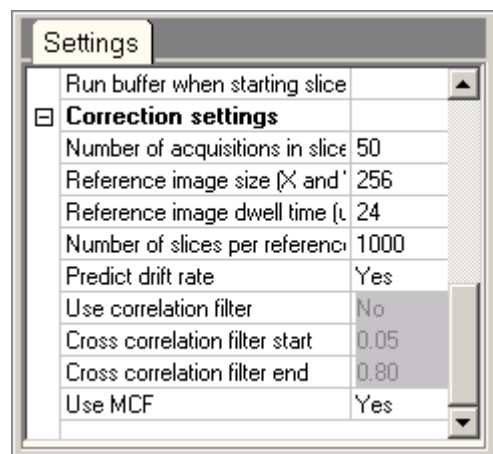 Settings
Run buffer when starting slice
Correction settings
Number of acquisitions in slice 50
Reference image size (X and 256
Reference image dwell time (u 24
Number of slices per referenc 1000
Predict drift rate Yes
Use correlation filter No
Cross correlation filter start 0.05
Cross correlation filter end 0.80
Use MCF Yes